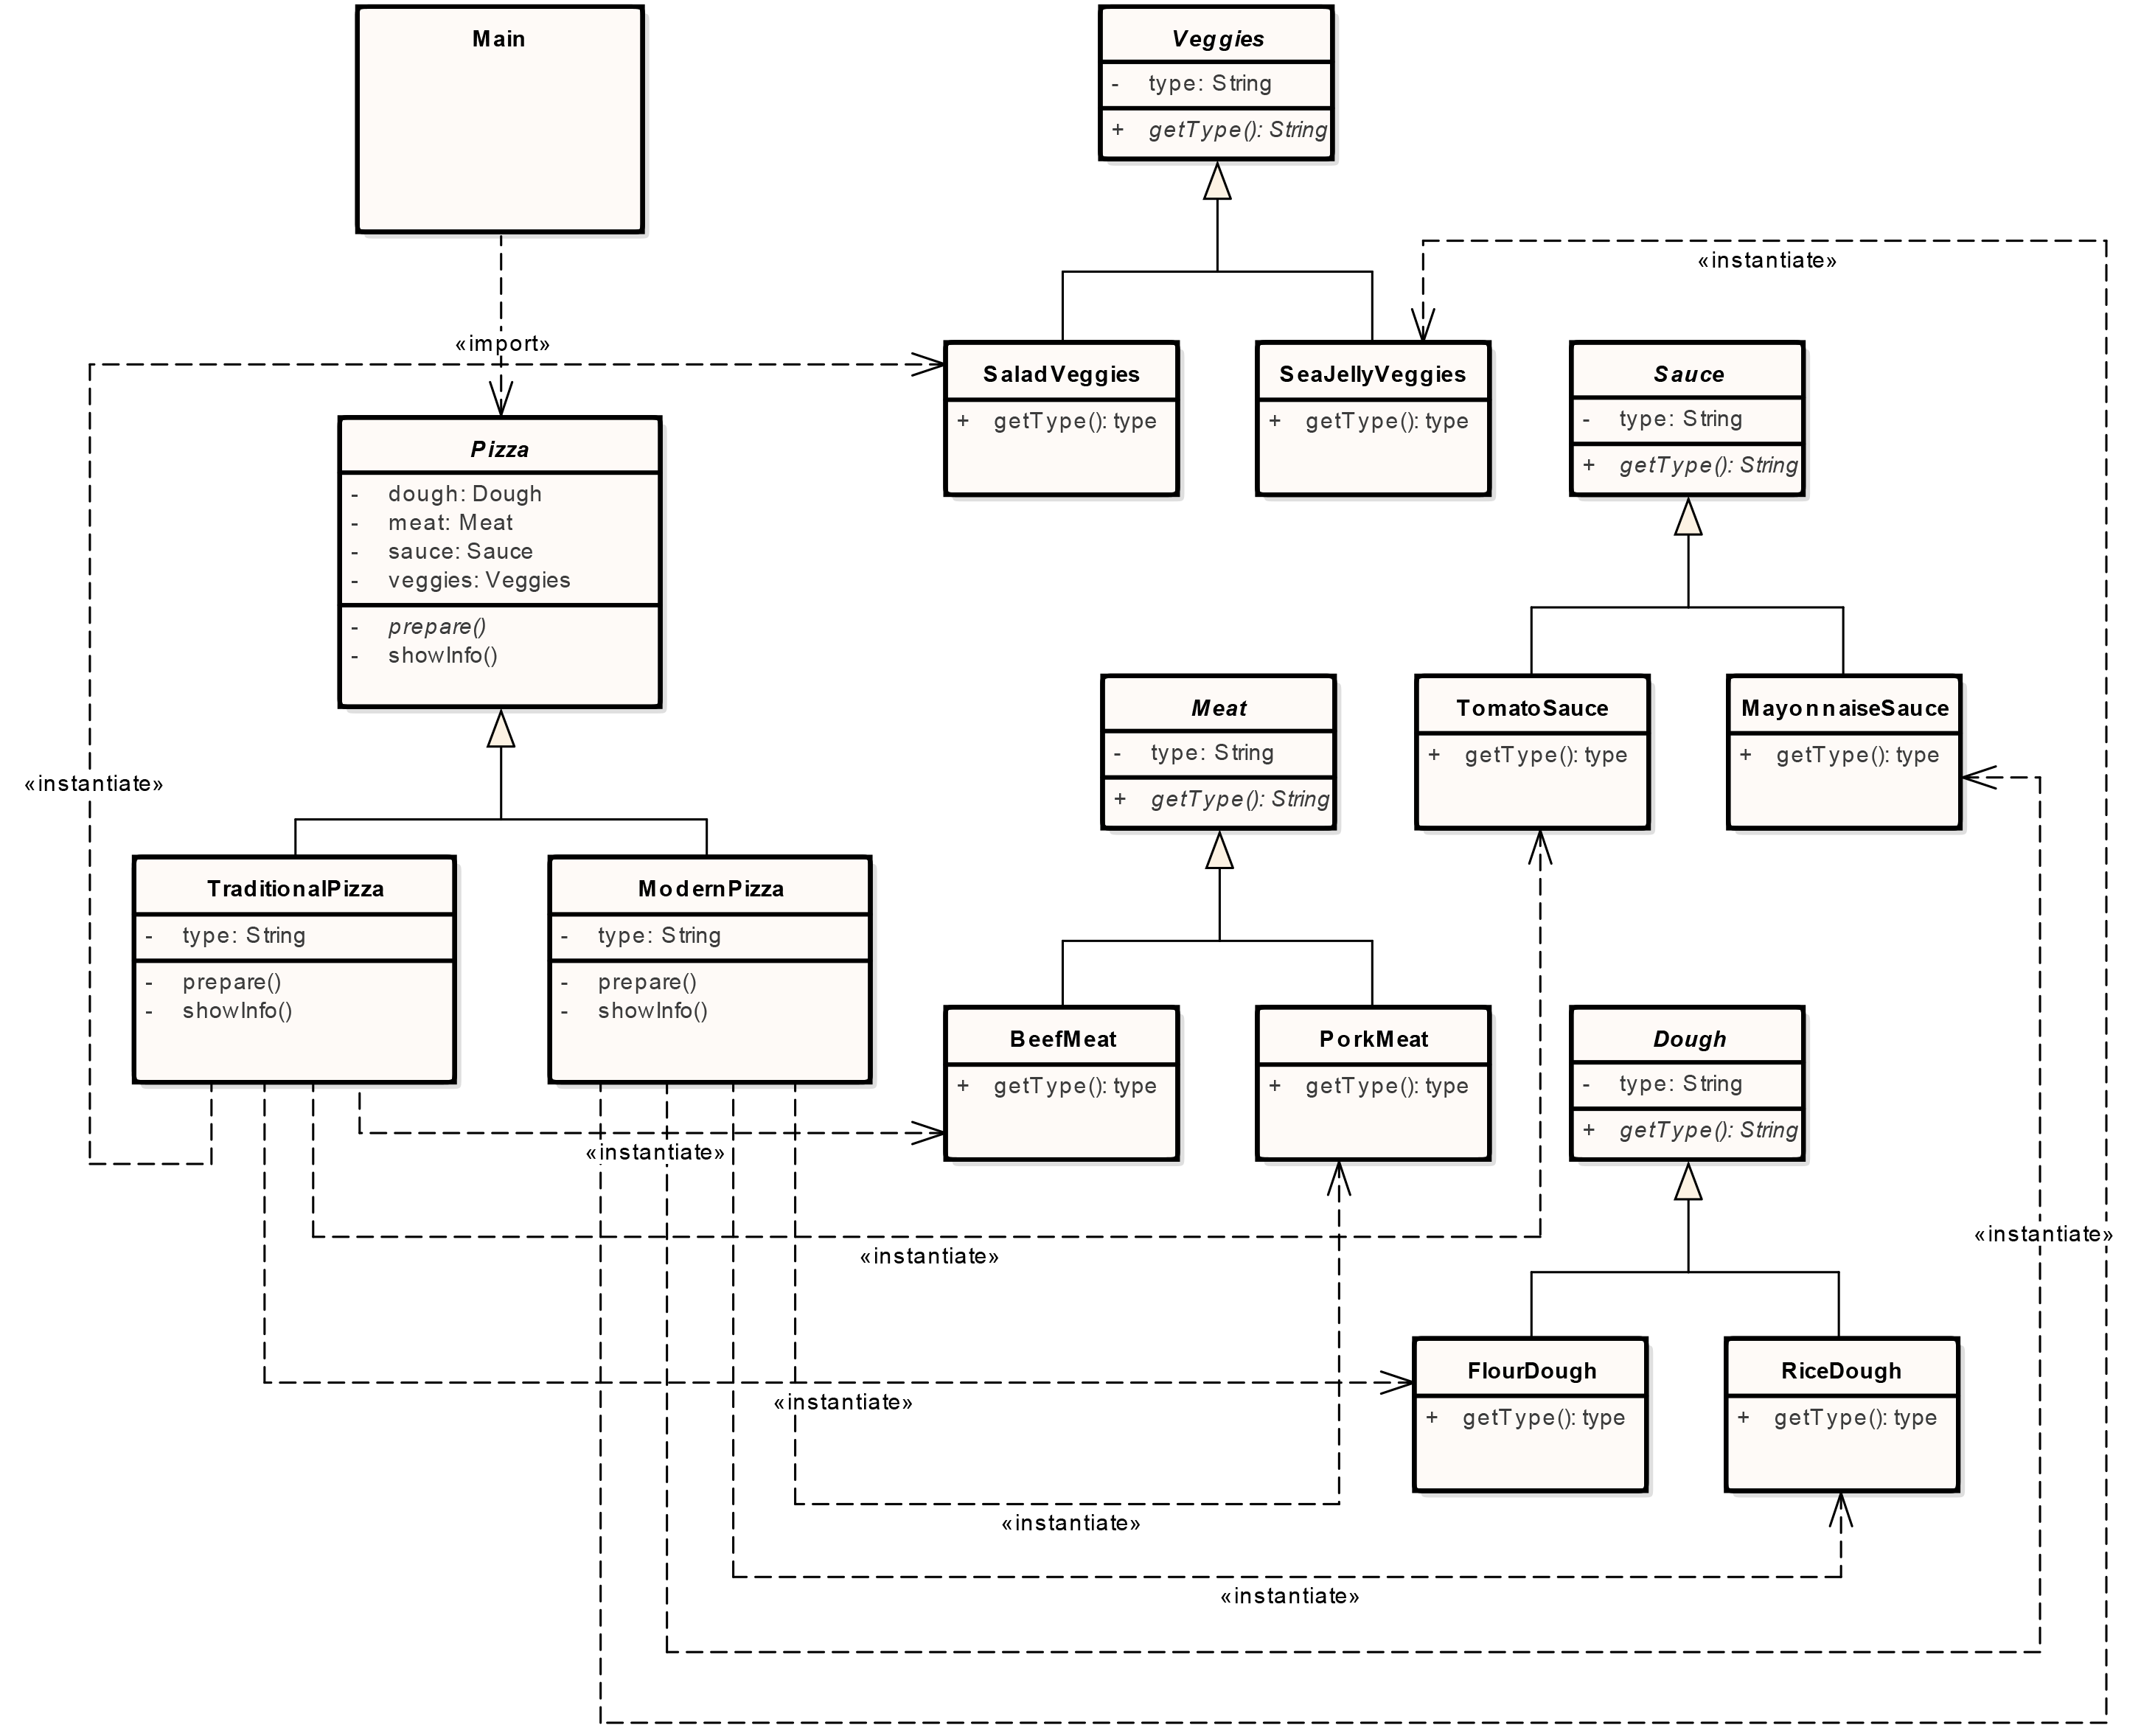 Main
«import»
Veggies
- type: String
+ getType(): String
«instantiate»
SaladVeggies
+ getType(): type
SeaJellyVeggies
+ getType(): type
Sauce
- type: String
+ getType(): String
Pizza
- dough: Dough
- meat: Meat
- sauce: Sauce
- veggies: Veggies
- prepare()
- showInfo()
Meat
- type: String
+ getType(): String
TomatoSauce
+ getType(): type
MayonnaiseSauce
+ getType(): type
«instantiate»
TraditionalPizza
- type: String
- prepare()
- showInfo()
ModernPizza
- type: String
- prepare()
- showInfo()
BeefMeat
+ getType(): type
PorkMeat
+ getType(): type
Dough
- type: String
+ getType(): String
«instantiate»
«instantiate»
«instantiate»
FlourDough
+ getType(): type
RiceDough
+ getType(): type
«instantiate»
«instantiate»
«instantiate»